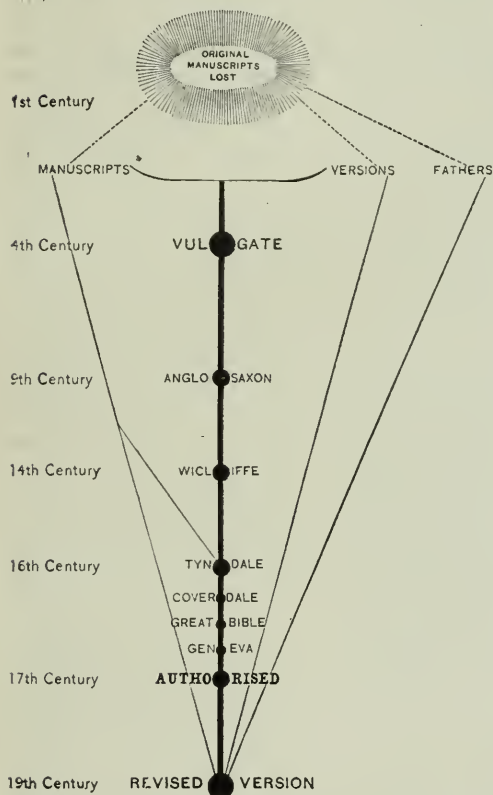 ORIGINAL
MANUSCRIPTS
LOST
1st Century
MANUSCRIPTS VERSIONS FATHERS
4th Century VULGATE
9th Century ANGLO SAXON
14th Century WICLIFFE
16th Century TYNDALE
COVERDALE
GREAT BIBLE
GENEVA
17th Century AUTHORISED
19th Century REVISED VERSION